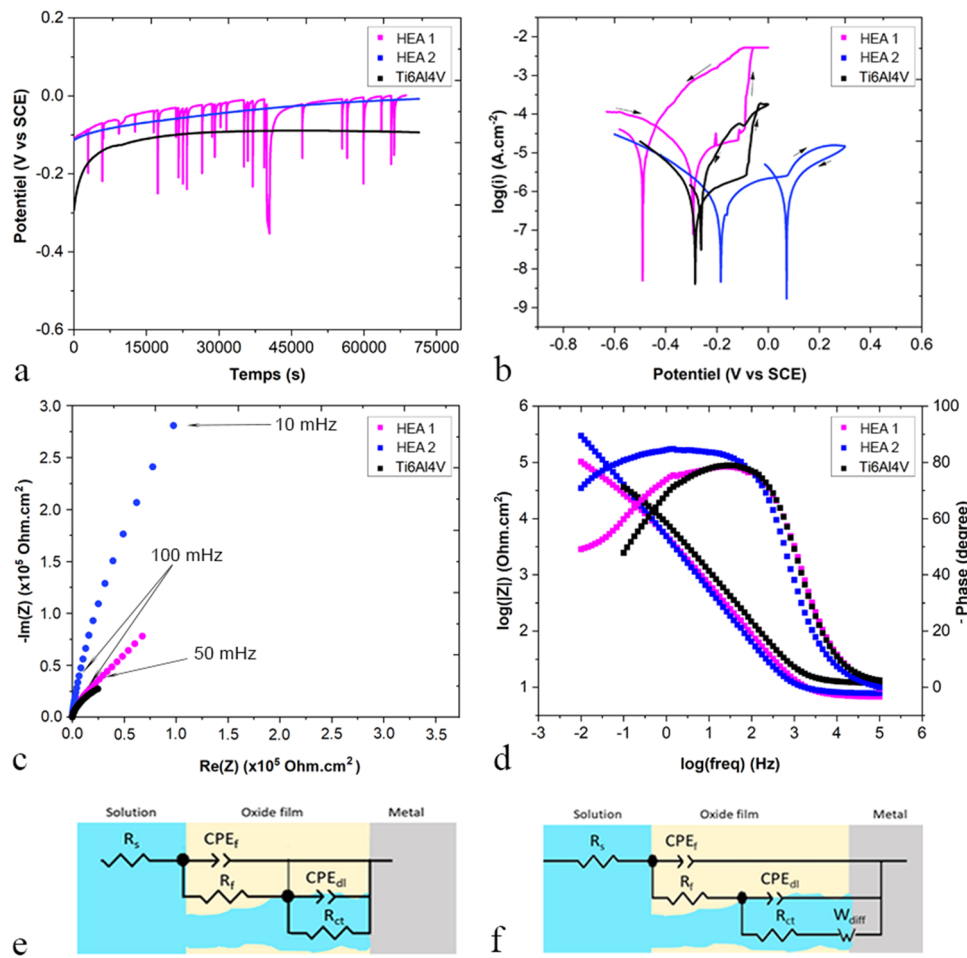 0.2
0.0
-0.2
-0.4
-0.6
Potentiel (V vs SCE)
HEA 1
HEA 2
Ti6Al4V
0
15000
30000
45000
60000
75000
Temps (s)
a
-2
-3
-4
-5
-6
-7
-8
-9
log(i) (A.cm⁻²)
HEA 1
HEA 2
Ti6Al4V
-0.8
-0.6
-0.4
-0.2
0.0
0.2
0.4
0.6
Potentiel (V vs SCE)
b
3.0
2.5
2.0
1.5
1.0
0.5
0.0
-Im(Z) (x10⁵ Ohm.cm²)
HEA 1
HEA 2
Ti6Al4V
10 mHz
100 mHz
50 mHz
0.0
0.5
1.0
1.5
2.0
2.5
3.0
3.5
Re(Z) (x10⁵ Ohm.cm²)
c
6
5
4
3
2
1
log(|Z|) (Ohm.cm²)
HEA 1
HEA 2
Ti6Al4V
100
80
60
40
20
0
- Phase (degree)
-2
-1
0
1
2
3
4
5
6
log(freq) (Hz)
d
Solution
Oxide film
Metal
Rs
CPEf
Rf
CPEdl
Rct
e
Solution
Oxide film
Metal
Rs
CPEf
Rf
CPEdl
Rct
Wdiff
f